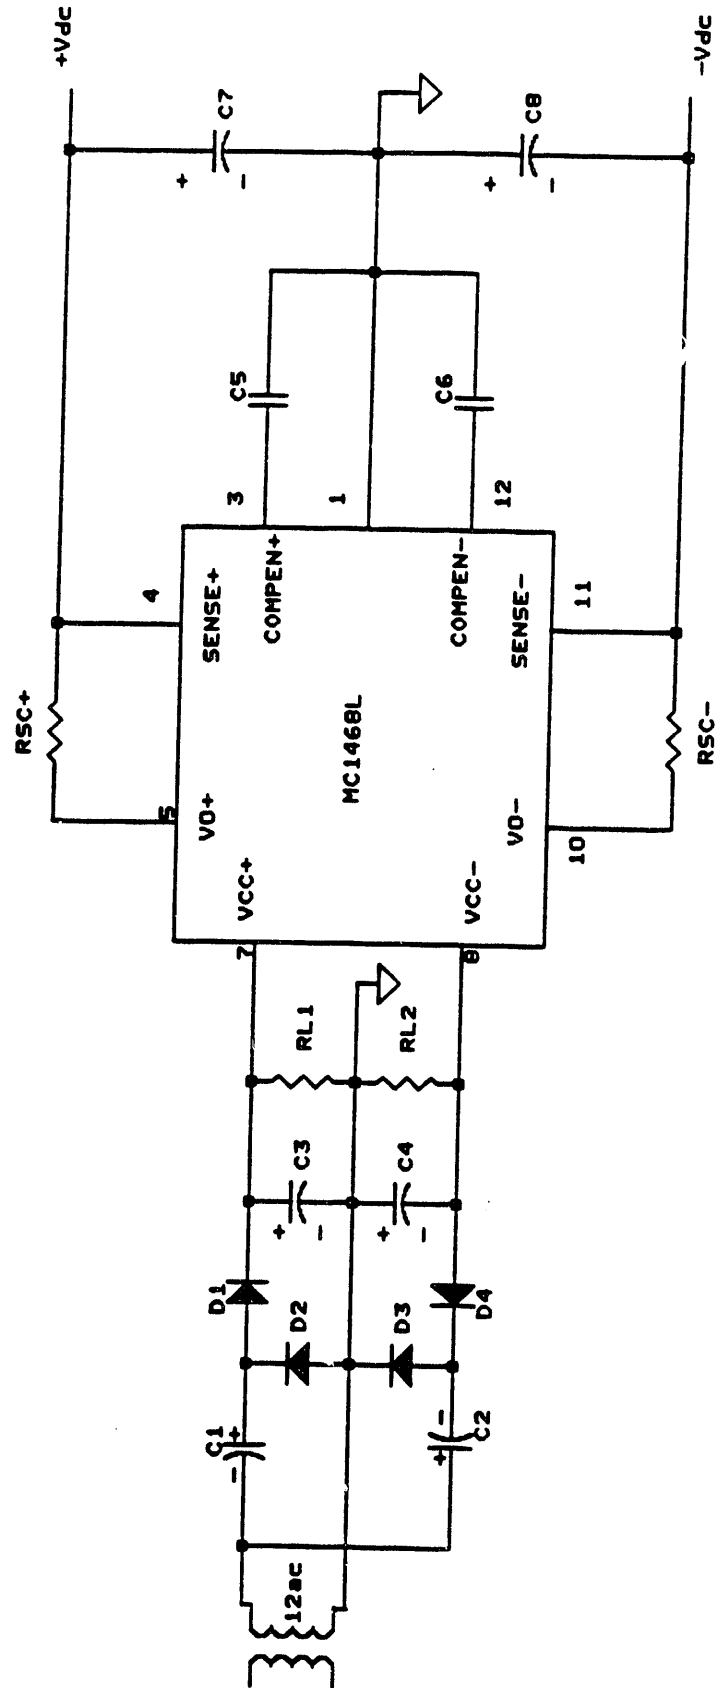 +Vdc
C7
+
-
C8
+
-
-Vdc
C5
C6
3
1
12
4
SENSE+
COMPEN+
COMPEN-
SENSE-
11
RSC+
MC1468L
RSC-
5
VO+
VO-
10
VCC+
VCC-
7
8
RL1
RL2
C3
+
-
C4
+
-
D1
D2
D3
D4
C1
+
-
C2
-
+
12ac